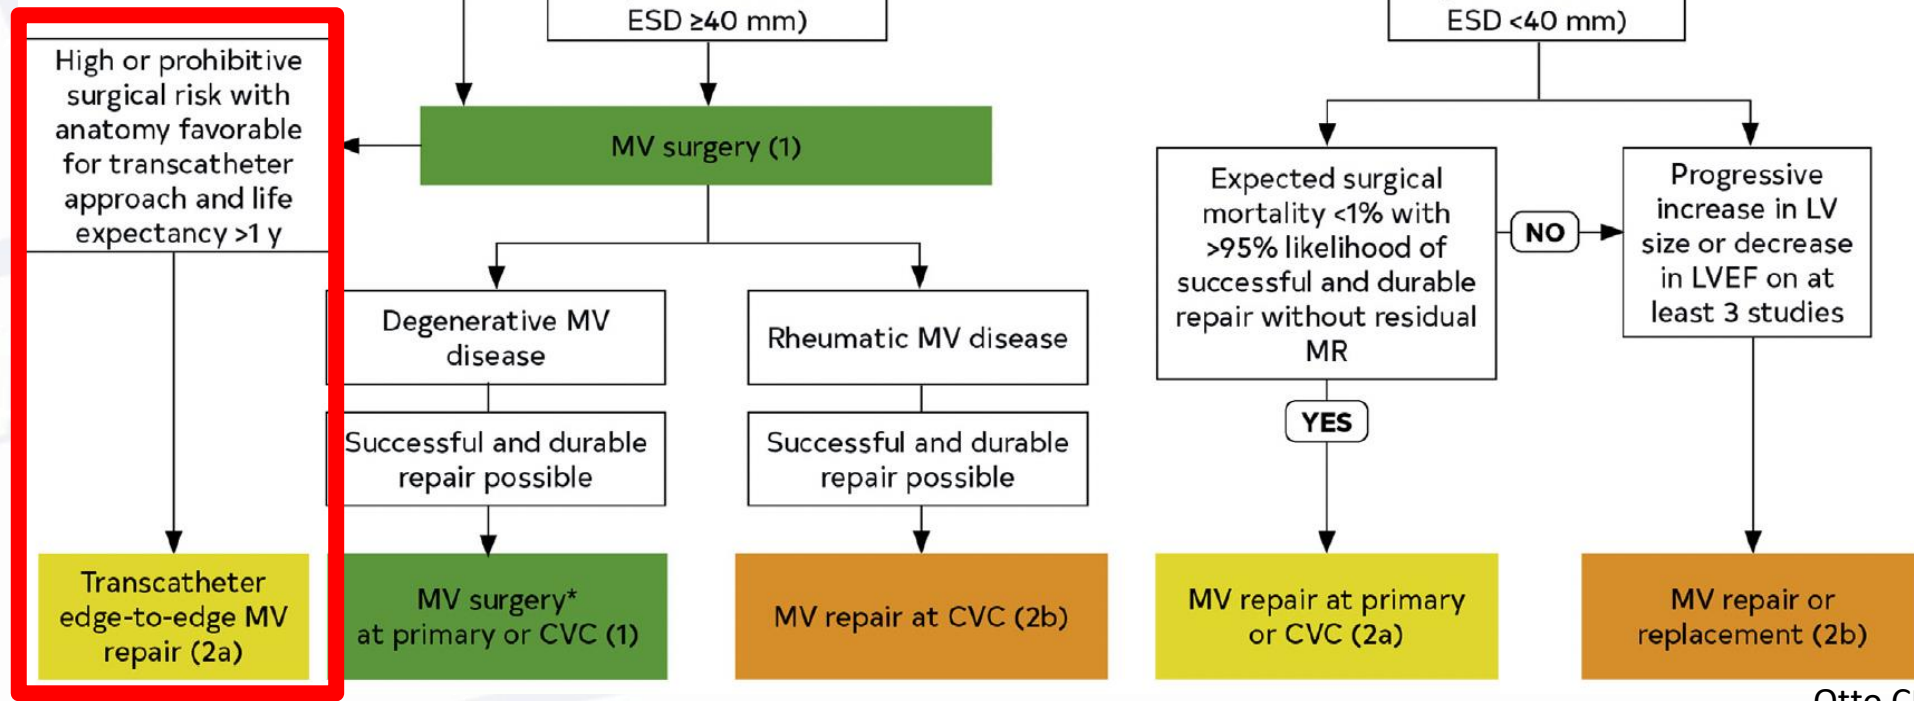 ESD ≥40 mm)
ESD <40 mm)
High or prohibitive
surgical risk with
anatomy favorable
for transcatheter
approach and life
expectancy >1 y
MV surgery (1)
Expected surgical
mortality <1% with
>95% likelihood of
successful and durable
repair without residual
MR
NO
Progressive
increase in LV
size or decrease
in LVEF on at
least 3 studies
Degenerative MV
disease
Rheumatic MV disease
YES
Successful and durable
repair possible
Successful and durable
repair possible
Transcatheter
edge-to-edge MV
repair (2a)
MV surgery*
at primary or CVC (1)
MV repair at CVC (2b)
MV repair at primary
or CVC (2a)
MV repair or
replacement (2b)